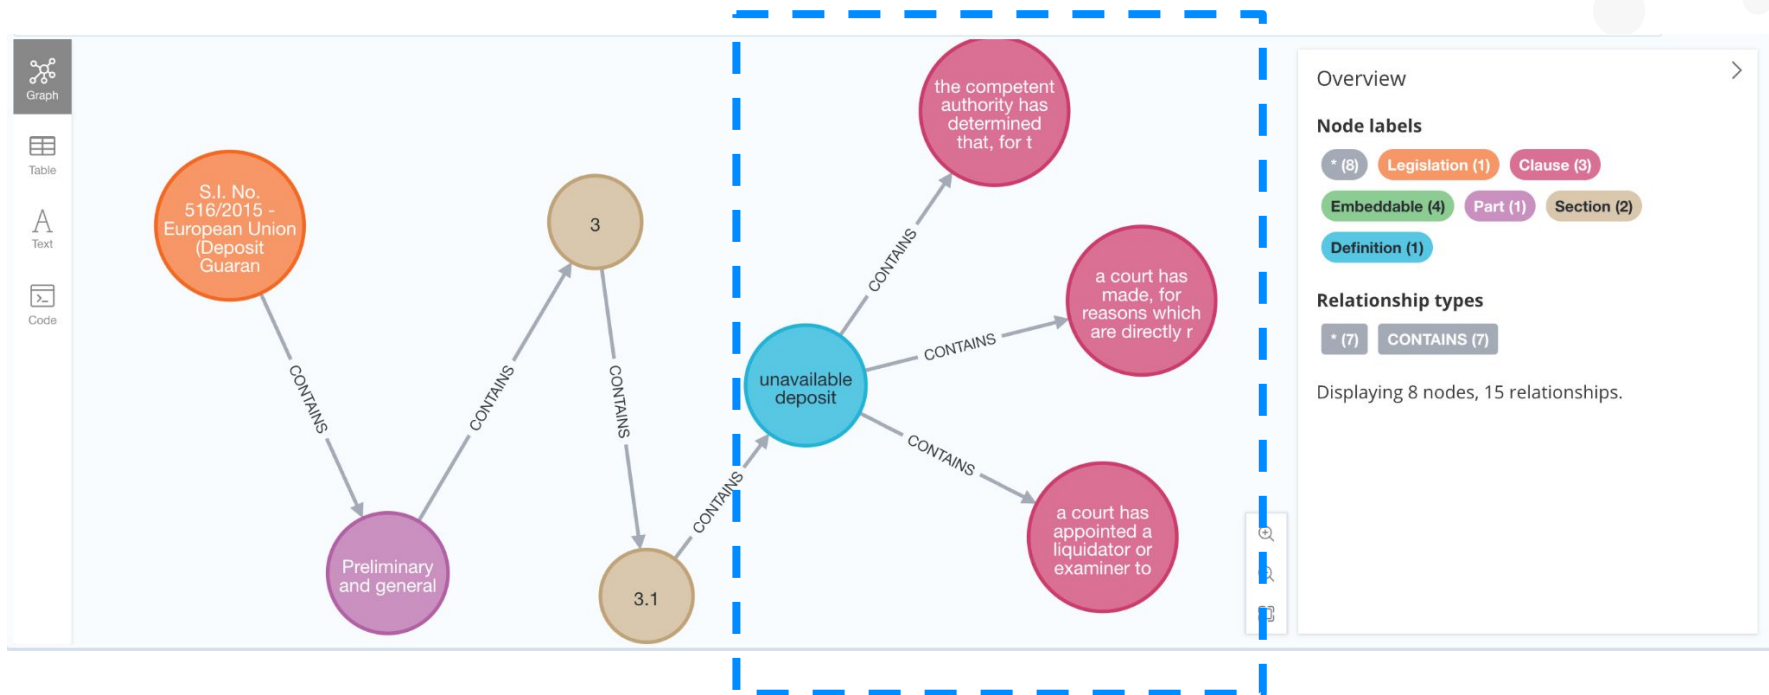 Graph
Table
Text
Code
S.I. No.
516/2015 -
European Union
(Deposit
Guaran
CONTAINS
Preliminary
and general
CONTAINS
3
CONTAINS
3.1
CONTAINS
unavailable
deposit
CONTAINS
the competent
authority has
determined
that, for t
CONTAINS
a court has
made, for
reasons which
are directly r
CONTAINS
a court has
appointed a
liquidator or
examiner to
Overview
Node labels
* (8) Legislation (1) Clause (3)
Embeddable (4) Part (1) Section (2)
Definition (1)
Relationship types
* (7) CONTAINS (7)
Displaying 8 nodes, 15 relationships.